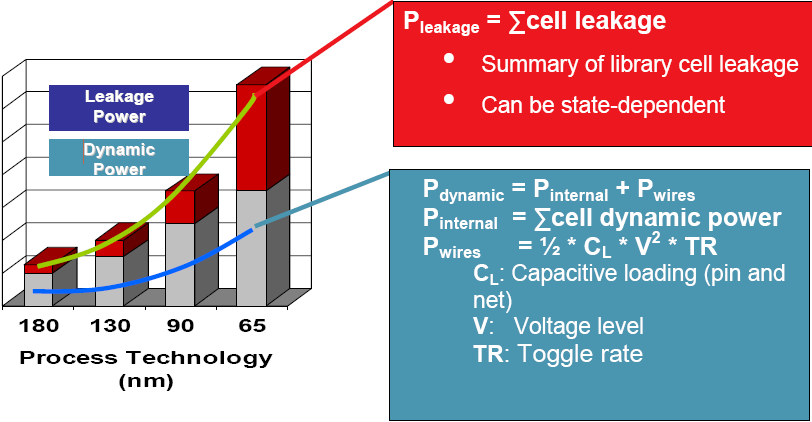 Leakage
Power
Dynamic
Power
180 130 90 65
Process Technology
(nm)
Pleakage = ∑cell leakage
• Summary of library cell leakage
• Can be state-dependent
Pdynamic = Pinternal + Pwires
Pinternal = ∑cell dynamic power
Pwires = ½ * CL * V² * TR
CL: Capacitive loading (pin and
net)
V: Voltage level
TR: Toggle rate